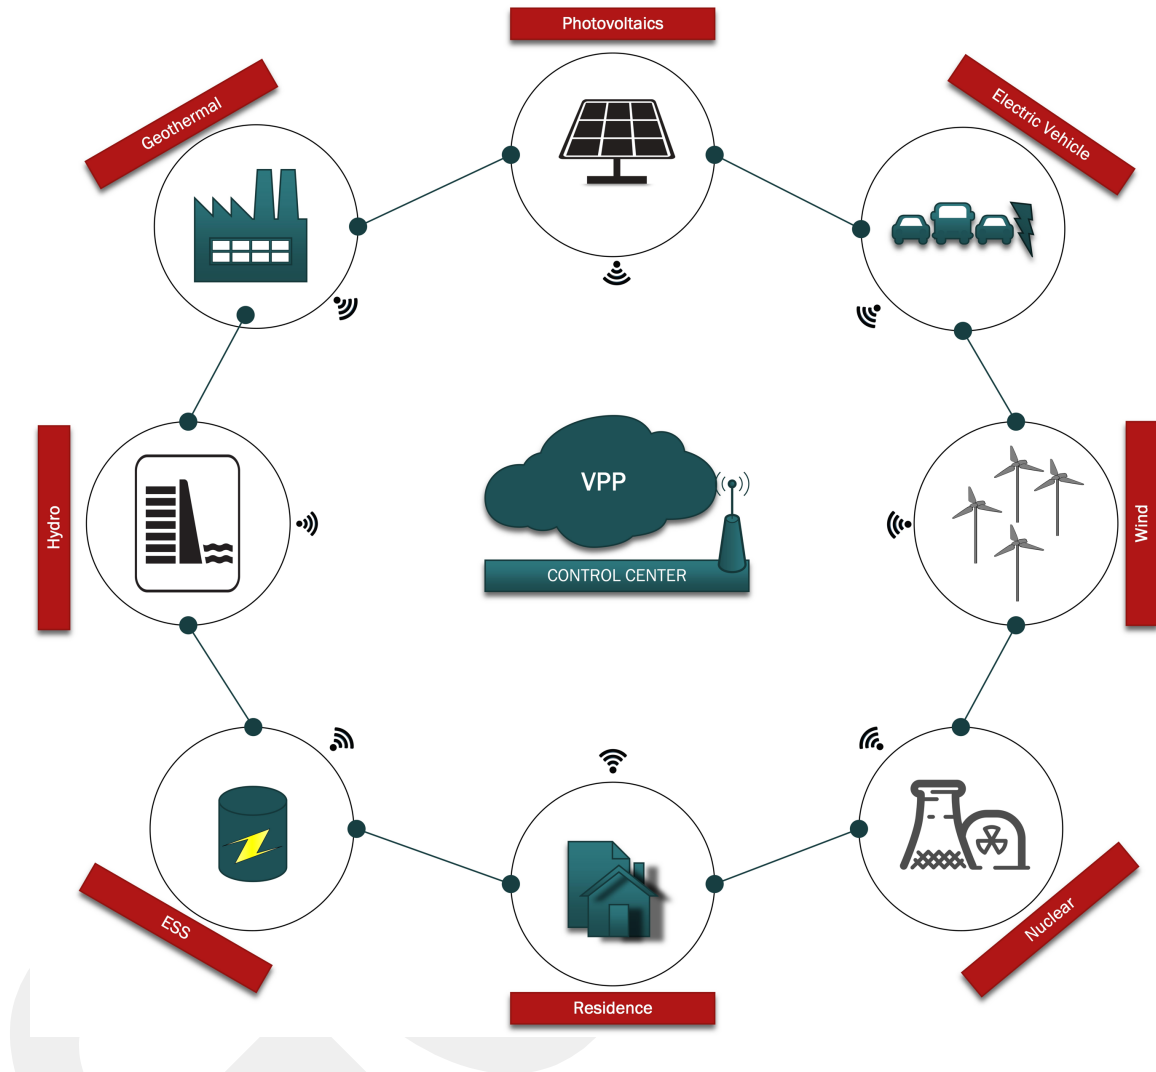 Photovoltaics
Geothermal
Electric Vehicle
VPP
Hydro
Wind
CONTROL CENTER
ESS
Nuclear
Residence